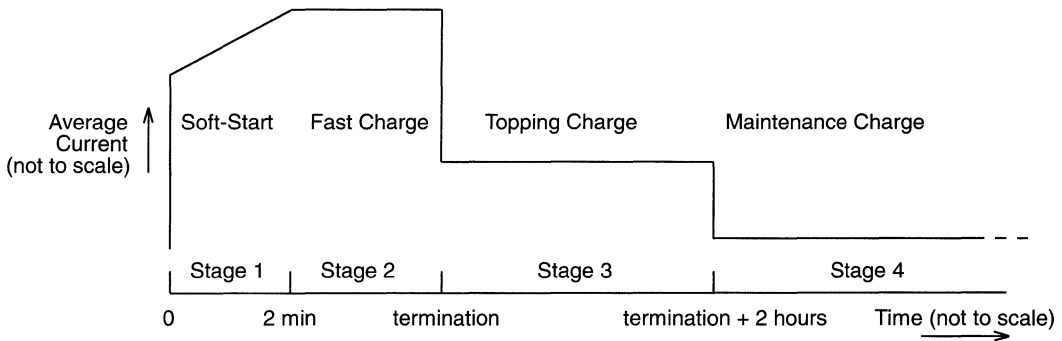 Average
Current
(not to scale)
Soft-Start
Fast Charge
Topping Charge
Maintenance Charge
Stage 1
Stage 2
Stage 3
Stage 4
0
2 min
termination
termination + 2 hours
Time (not to scale)